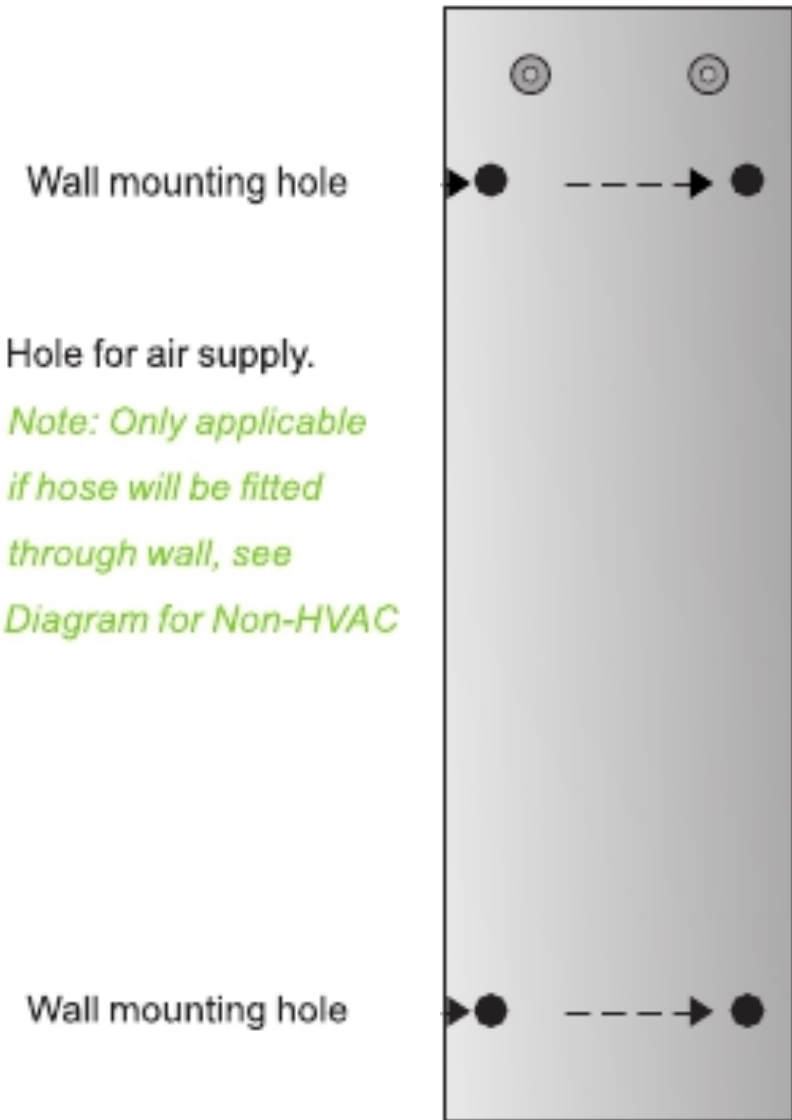 Wall mounting hole
Hole for air supply.
Note: Only applicable
if hose will be fitted
through wall, see
Diagram for Non-HVAC
Wall mounting hole